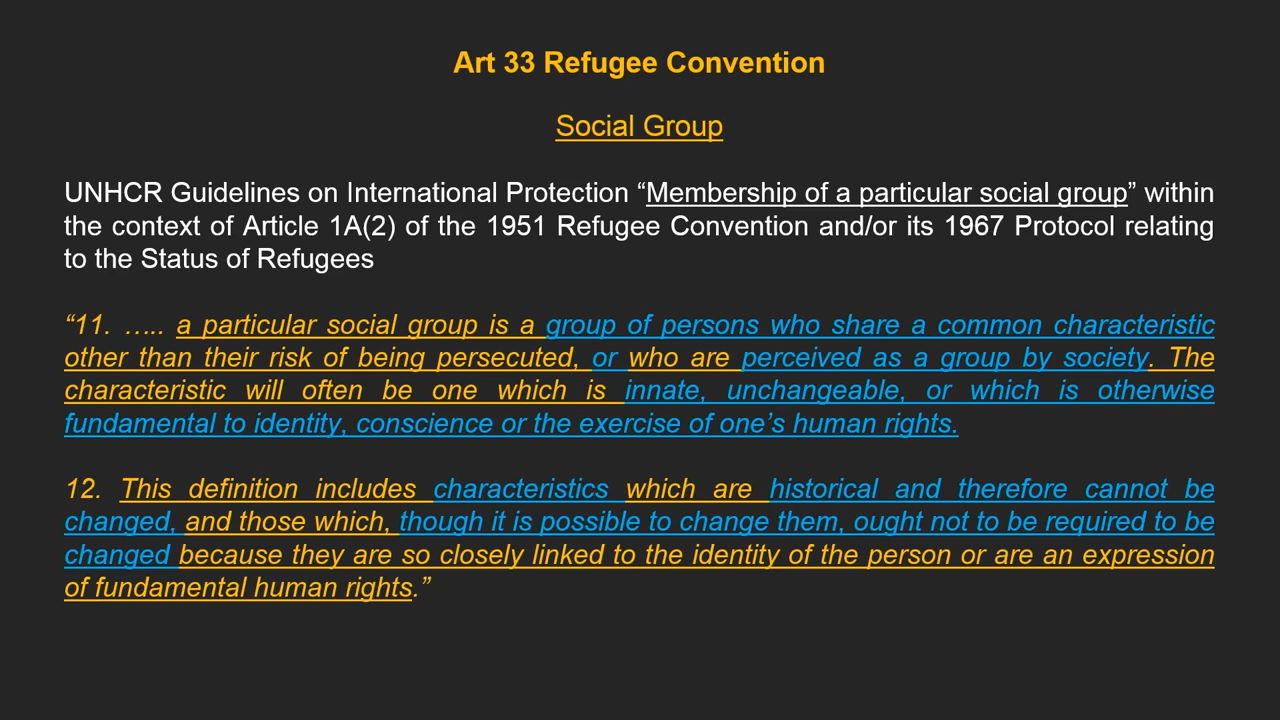 Art 33 Refugee Convention
Social Group
UNHCR Guidelines on International Protection “Membership of a particular social group” within
the context of Article 1A(2) of the 1951 Refugee Convention and/or its 1967 Protocol relating
to the Status of Refugees
“11. ….. a particular social group is a group of persons who share a common characteristic
other than their risk of being persecuted, or who are perceived as a group by society. The
characteristic will often be one which is innate, unchangeable, or which is otherwise
fundamental to identity, conscience or the exercise of one’s human rights.
12. This definition includes characteristics which are historical and therefore cannot be
changed, and those which, though it is possible to change them, ought not to be required to be
changed because they are so closely linked to the identity of the person or are an expression
of fundamental human rights.”